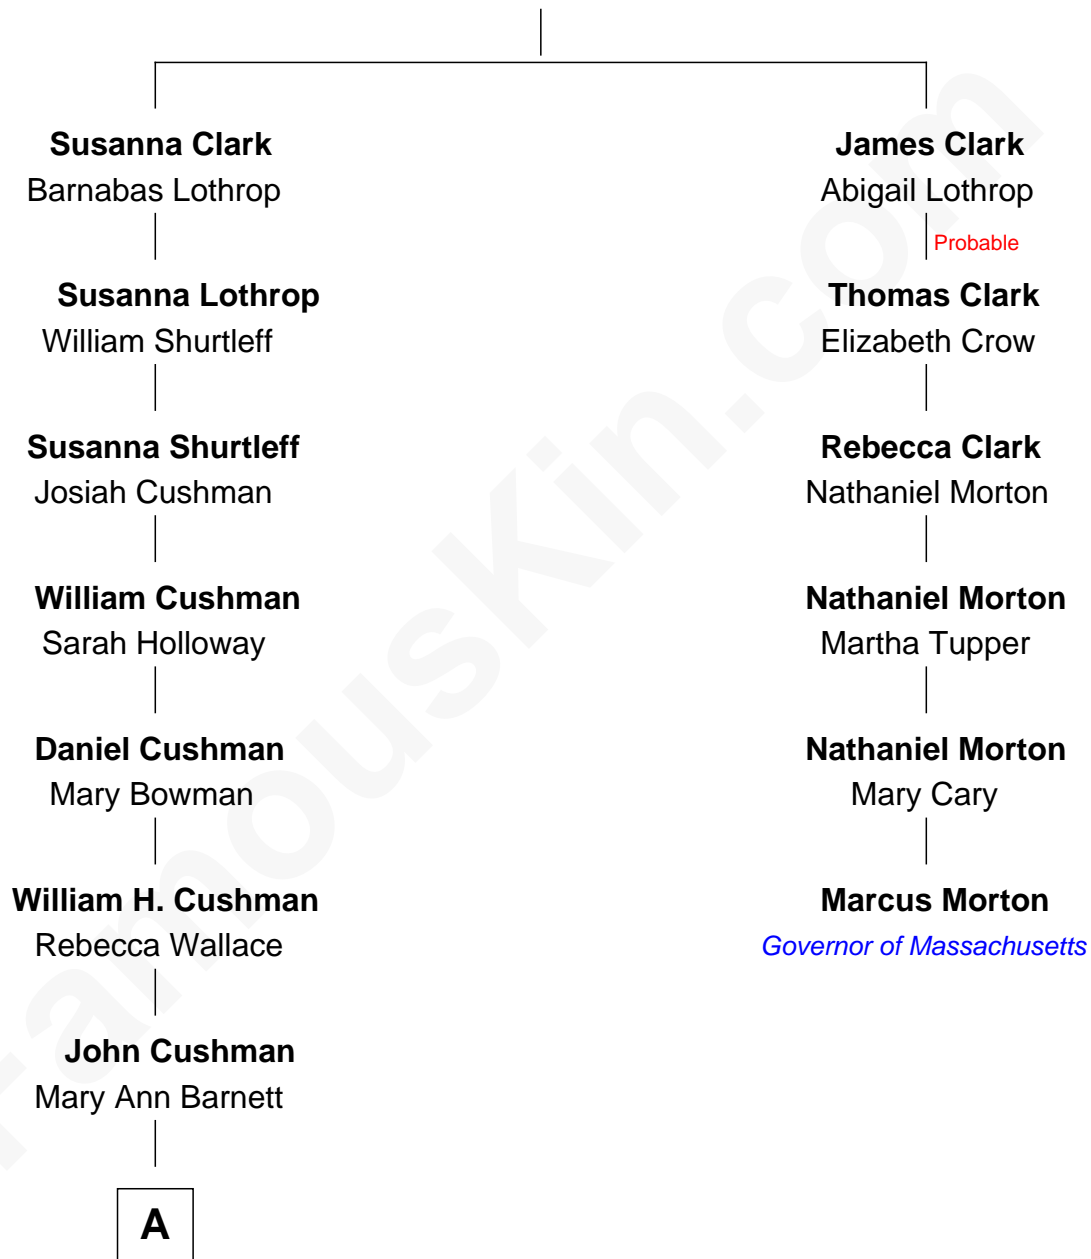 Susanna Clark
Barnabas Lothrop
Susanna Lothrop
William Shurtleff
Susanna Shurtleff
Josiah Cushman
William Cushman
Sarah Holloway
Daniel Cushman
Mary Bowman
William H. Cushman
Rebecca Wallace
John Cushman
Mary Ann Barnett
A
James Clark
Abigail Lothrop
Probable
Thomas Clark
Elizabeth Crow
Rebecca Clark
Nathaniel Morton
Nathaniel Morton
Martha Tupper
Nathaniel Morton
Mary Cary
Marcus Morton
Governor of Massachusetts
FamousKin.com